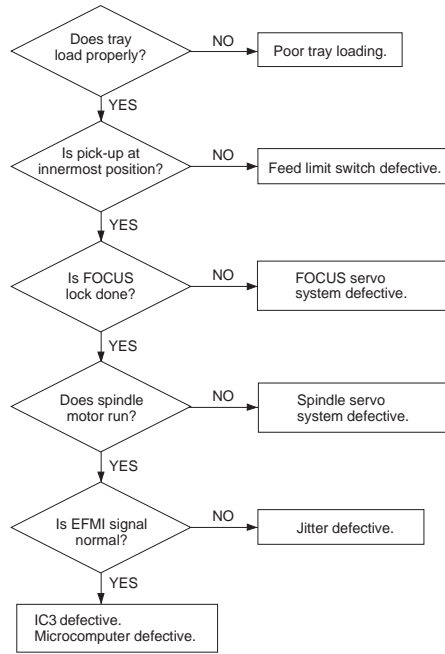 Does tray
load properly?
NO
Poor tray loading.
YES
Is pick-up at
innermost position?
NO
Feed limit switch defective.
YES
Is FOCUS
lock done?
NO
FOCUS servo
system defective.
YES
Does spindle
motor run?
NO
Spindle servo
system defective.
YES
Is EFMI signal
normal?
NO
Jitter defective.
YES
IC3 defective.
Microcomputer defective.